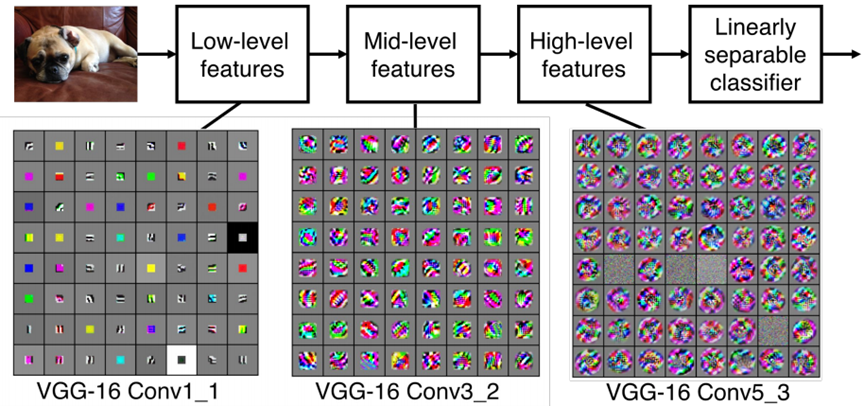 Low-level
features
Mid-level
features
High-level
features
Linearly
separable
classifier
VGG-16 Conv1_1
VGG-16 Conv3_2
VGG-16 Conv5_3